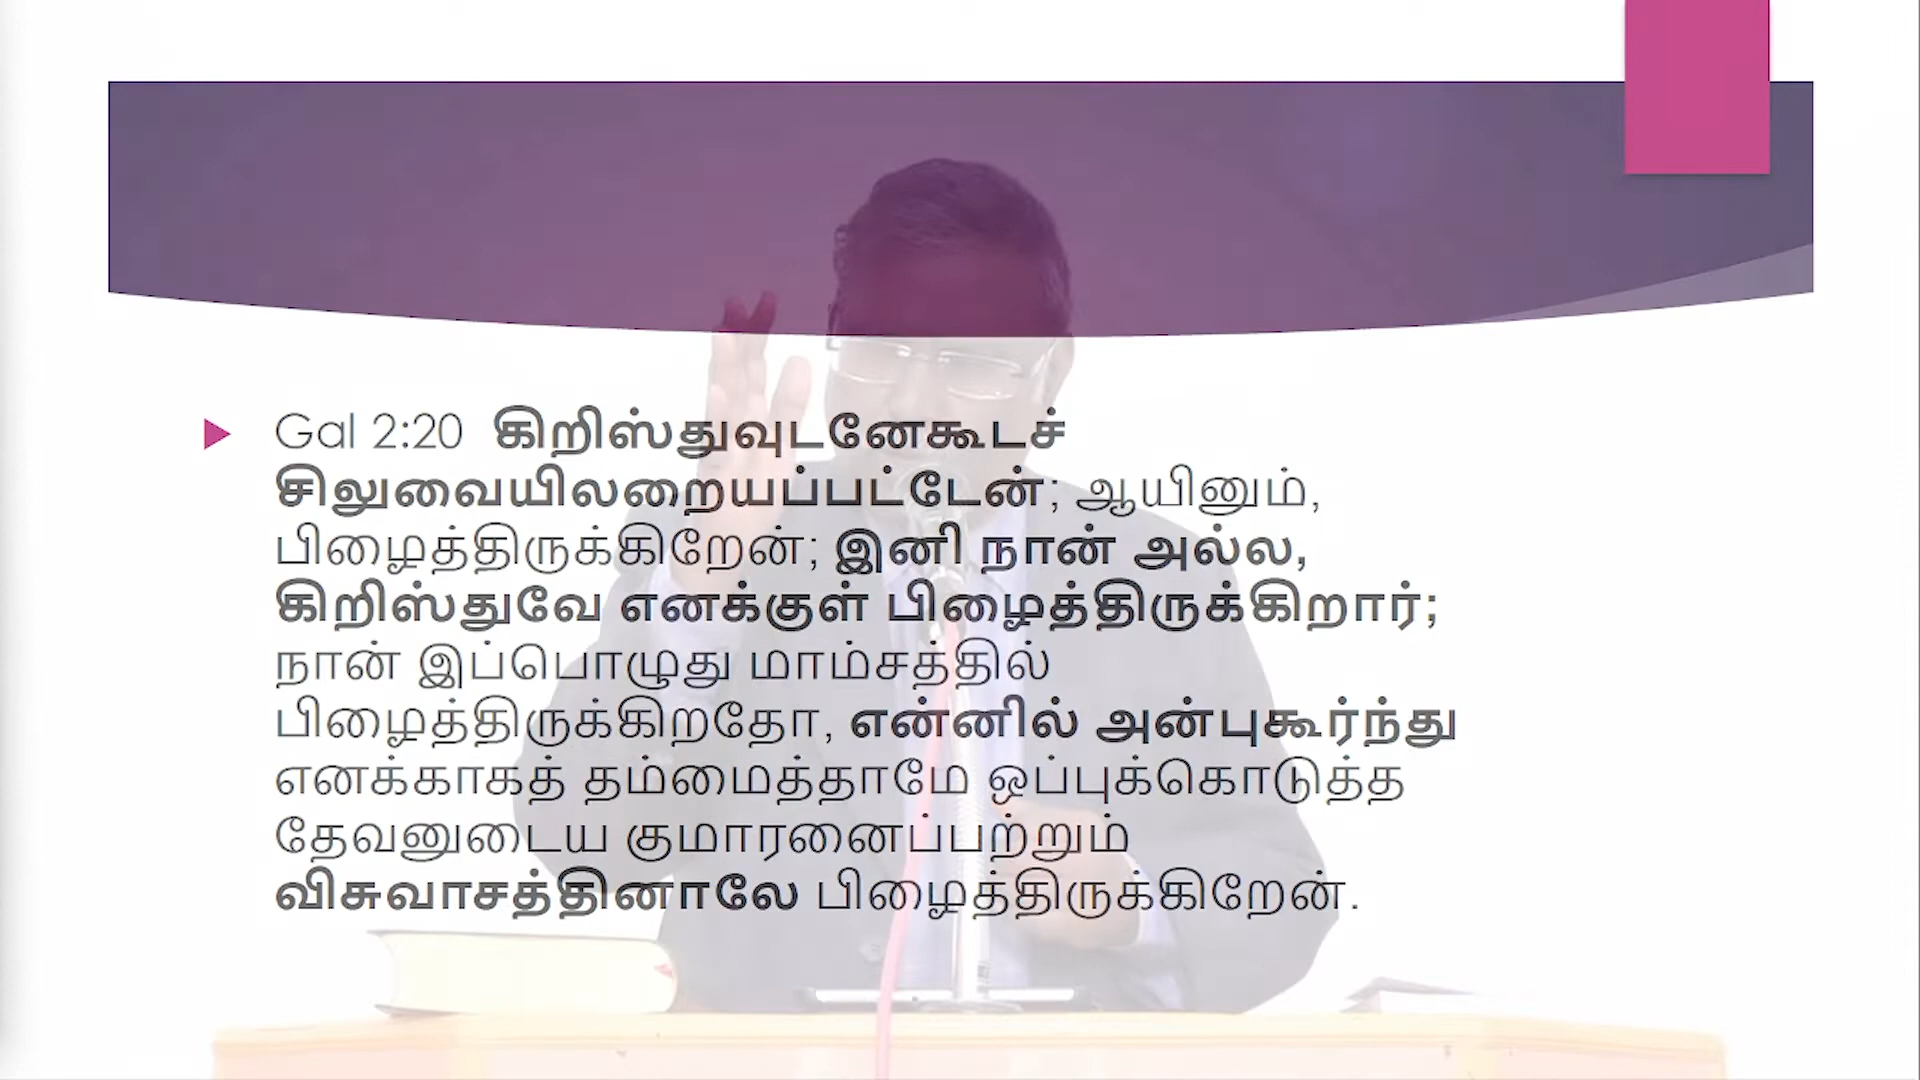 Gal 2:20 கிறிஸ்துவுடனேகூடச்
சிலுவையிலறையப்பட்டேன்; ஆயினும்,
பிழைத்திருக்கிறேன்; இனி நான் அல்ல,
கிறிஸ்துவே எனக்குள் பிழைத்திருக்கிறார்;
நான் இப்பொழுது மாம்சத்தில்
பிழைத்திருக்கிறதோ, என்னில் அன்புகூர்ந்து
எனக்காகத் தம்மைத்தாமே ஒப்புக்கொடுத்த
தேவனுடைய குமாரனைப்பற்றும்
விசுவாசத்தினாலே பிழைத்திருக்கிறேன்.